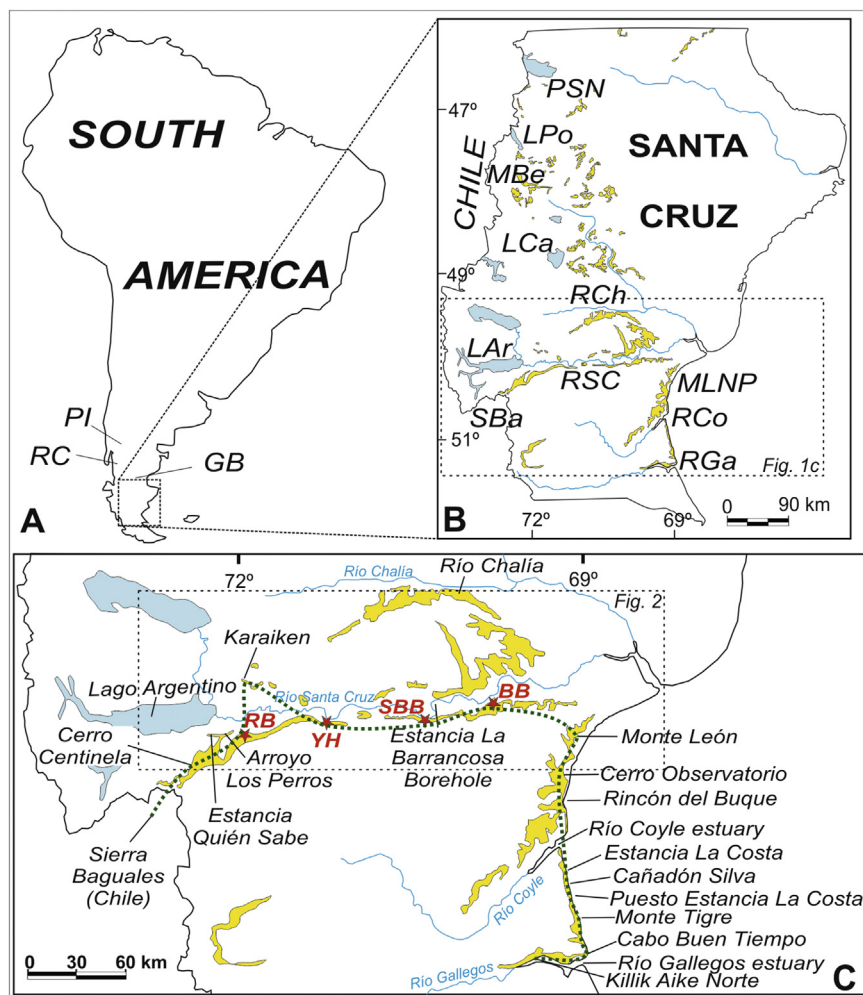 SOUTH
AMERICA
PI
RC
GB
A
47º
49º
51º
CHILE
PSN
LPo
MBe
LCa
SANTA
CRUZ
RCh
LAr
RSC
SBa
MLNP
RCo
RGa
Fig. 1c
0 90 km
72º 69º
B
72º 69º
Río Chalía
Río Chalía
Fig. 2
Karaiken
Lago Argentino
Río Santa Cruz
RB
YH
SBB
BB
Cerro
Centinela
Arroyo
Los Perros
Estancia La
Barrancosa
Borehole
Estancia
Quién Sabe
Sierra
Baguales
(Chile)
Monte León
Cerro Observatorio
Rincón del Buque
Río Coyle estuary
Estancia La Costa
Cañadón Silva
Puesto Estancia La Costa
Monte Tigre
Cabo Buen Tiempo
Río Gallegos estuary
Killik Aike Norte
Río Coyle
Río Gallegos
0 30 60 km
C